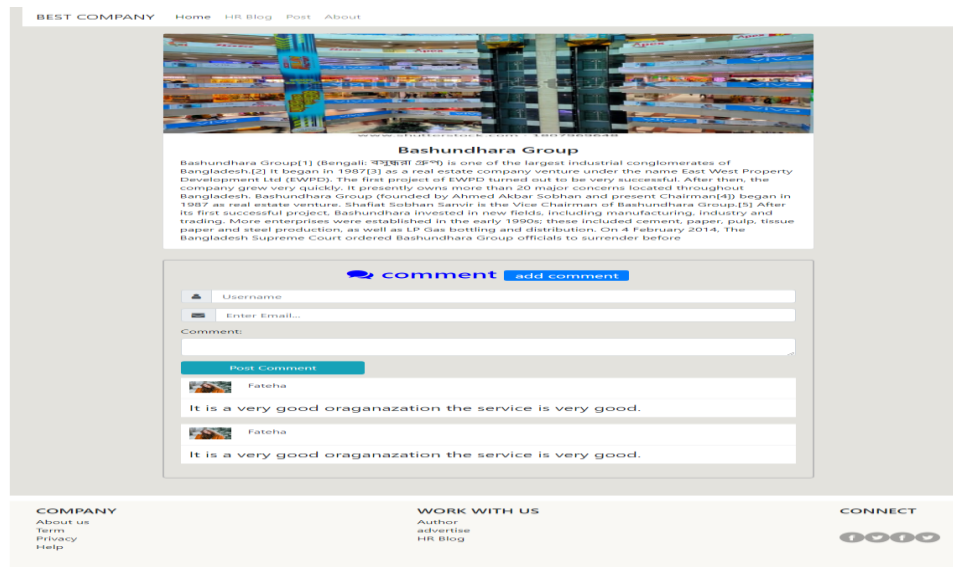 BEST COMPANY Home HR Blog Post About
Apex
Apex
vivo
vivo
vivo
www.shutterstock.com · 1807969648
Bashundhara Group
Bashundhara Group[1] (Bengali: বসুন্ধরা গ্রুপ) is one of the largest industrial conglomerates of
Bangladesh.[2] It began in 1987[3] as a real estate company venture under the name East West Property
Development Ltd (EWPD). The first project of EWPD turned out to be very successful. After then, the
company grew very quickly. It presently owns more than 20 major concerns located throughout
Bangladesh. Bashundhara Group (founded by Ahmed Akbar Sobhan and present Chairman[4]) began in
1987 as real estate venture. Shafiat Sobhan Sanvir is the Vice Chairman of Bashundhara Group.[5] After
its first successful project, Bashundhara invested in new fields, including manufacturing, industry and
trading. More enterprises were established in the early 1990s; these included cement, paper, pulp, tissue
paper and steel production, as well as LP Gas bottling and distribution. On 4 February 2014, The
Bangladesh Supreme Court ordered Bashundhara Group officials to surrender before
comment add comment
Username
Enter Email...
Comment:
Post Comment
Fateha
It is a very good oraganazation the service is very good.
Fateha
It is a very good oraganazation the service is very good.
COMPANY
About us
Term
Privacy
Help
WORK WITH US
Author
advertise
HR Blog
CONNECT